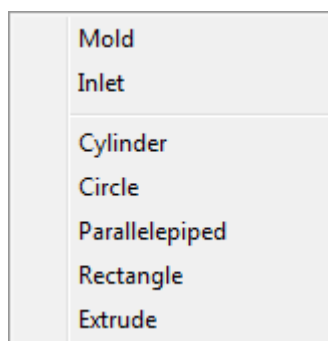 Mold
Inlet
Cylinder
Circle
Parallelepiped
Rectangle
Extrude